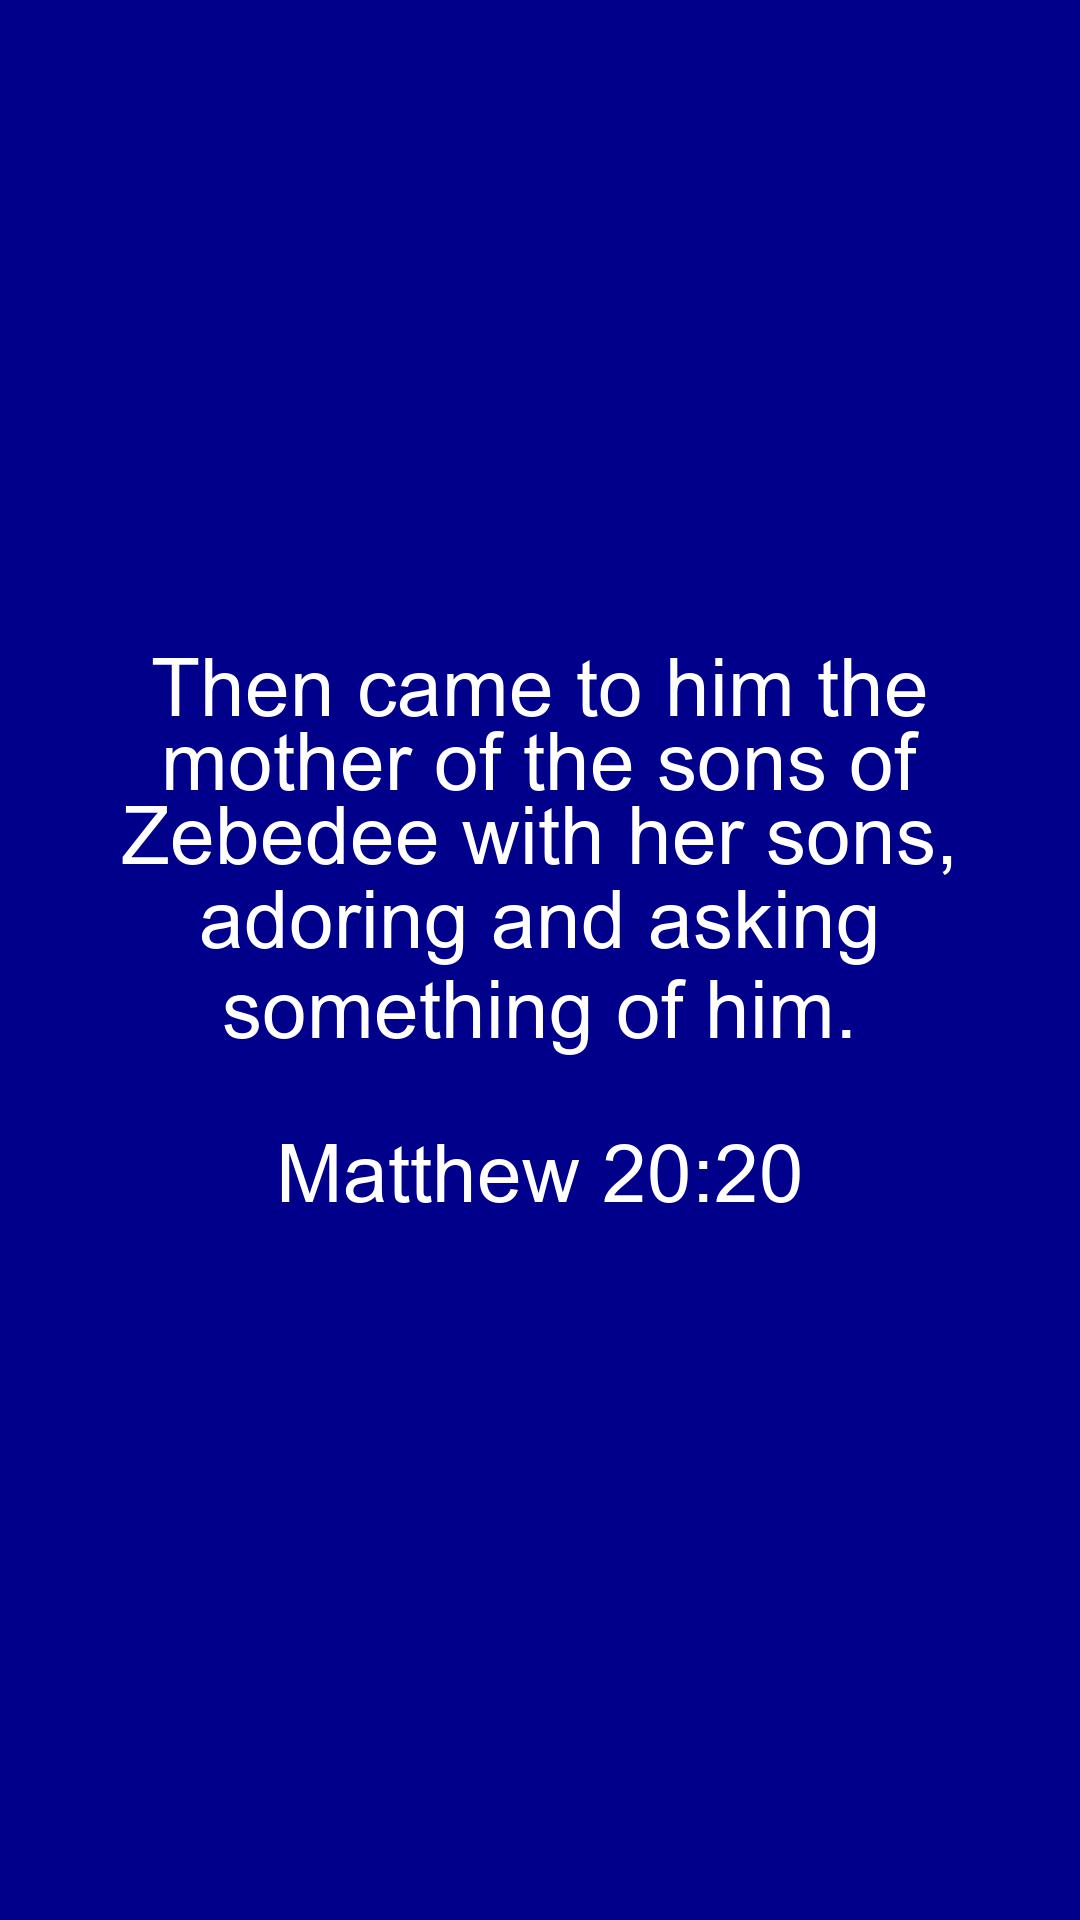 Then came to him the
mother of the sons of
Zebedee with her sons,
adoring and asking
something of him.
Matthew 20:20